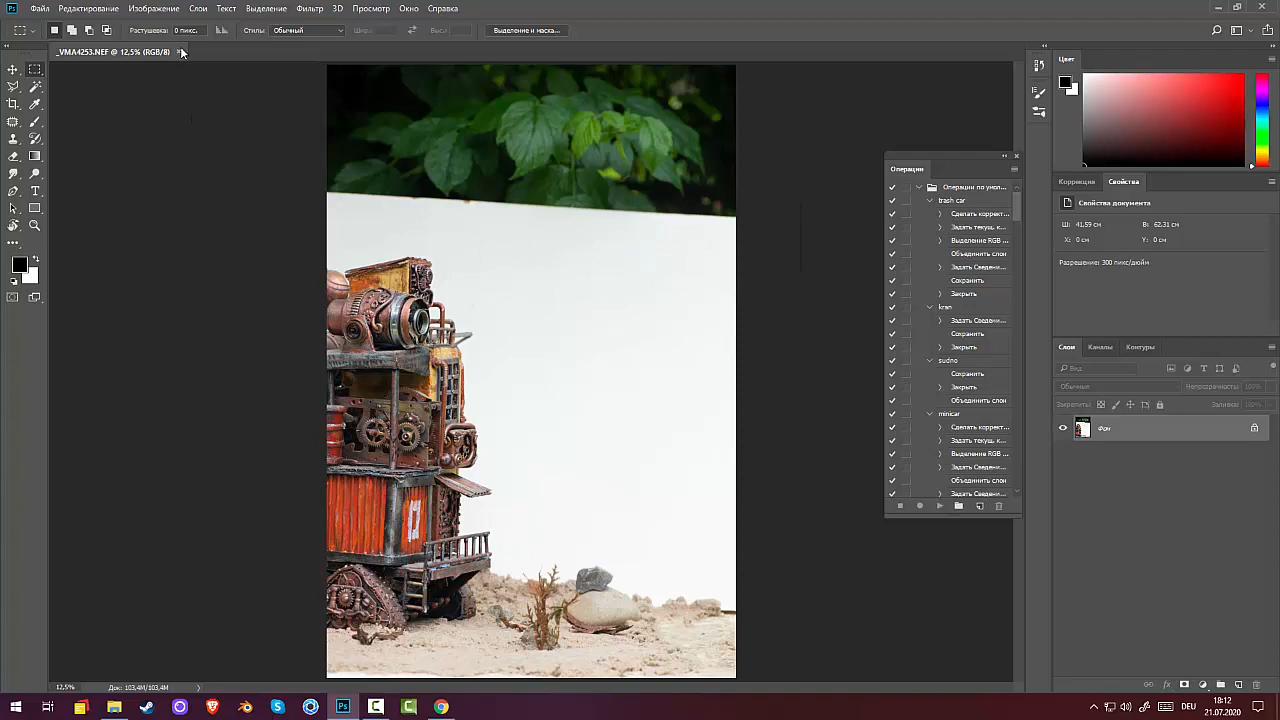 Файл Редактирование Изображение Слои Текст Выделение Фильтр 3D Просмотр Окно Справка
Растушевка: 0 пикс. Стиль: Обычный Шир.: Выс.: Выделение и маска...
_VMA4253.NEF @ 12,5% (RGB/8)
Цвет
Операции
Операции по умол...
trash car
Сделать коррект...
Задать текущ. к...
Выделение RGB ...
Объединить слои
Задать Сведени...
Сохранить
Закрыть
kran
Задать Сведени...
Сохранить
Закрыть
sudno
Сохранить
Закрыть
Объединить слои
minicar
Сделать коррект...
Задать текущ. к...
Выделение RGB ...
Задать Сведени...
Объединить слои
Задать Сведени...
Коррекция Свойства
Свойства документа
Ш: 41,59 см В: 62,31 см
X: 0 см Y: 0 см
Разрешение: 300 пикс/дюйм
Слои Каналы Контуры
Вид
Обычные Непрозрачность: 100%
Закрепить: Заливка: 100%
Фон
12,5% Док: 103,4M/103,4M
DEU
18:12
21.07.2020